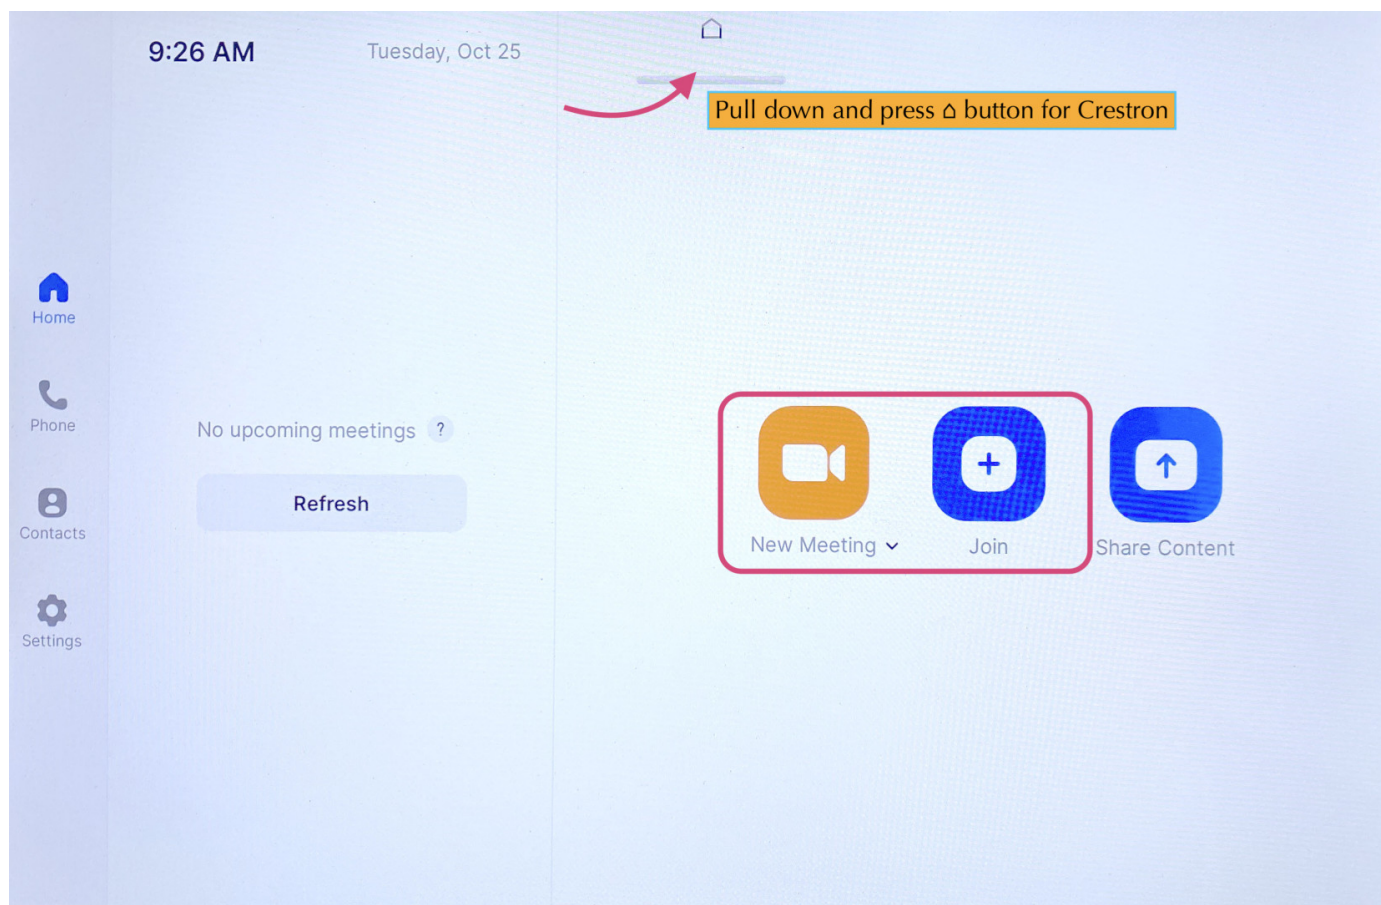 9:26 AM
Tuesday, Oct 25
Pull down and press ⌂ button for Crestron
Home
Phone
Contacts
Settings
No upcoming meetings ?
Refresh
New Meeting
Join
Share Content